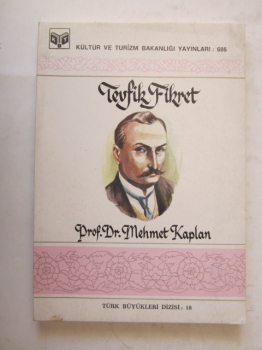 KÜLTÜR VE TURİZM BAKANLIĞI YAYINLARI : 686
Tevfik Fikret
Prof. Dr. Mehmet Kaplan
TÜRK BÜYÜKLERİ DİZİSİ : 18